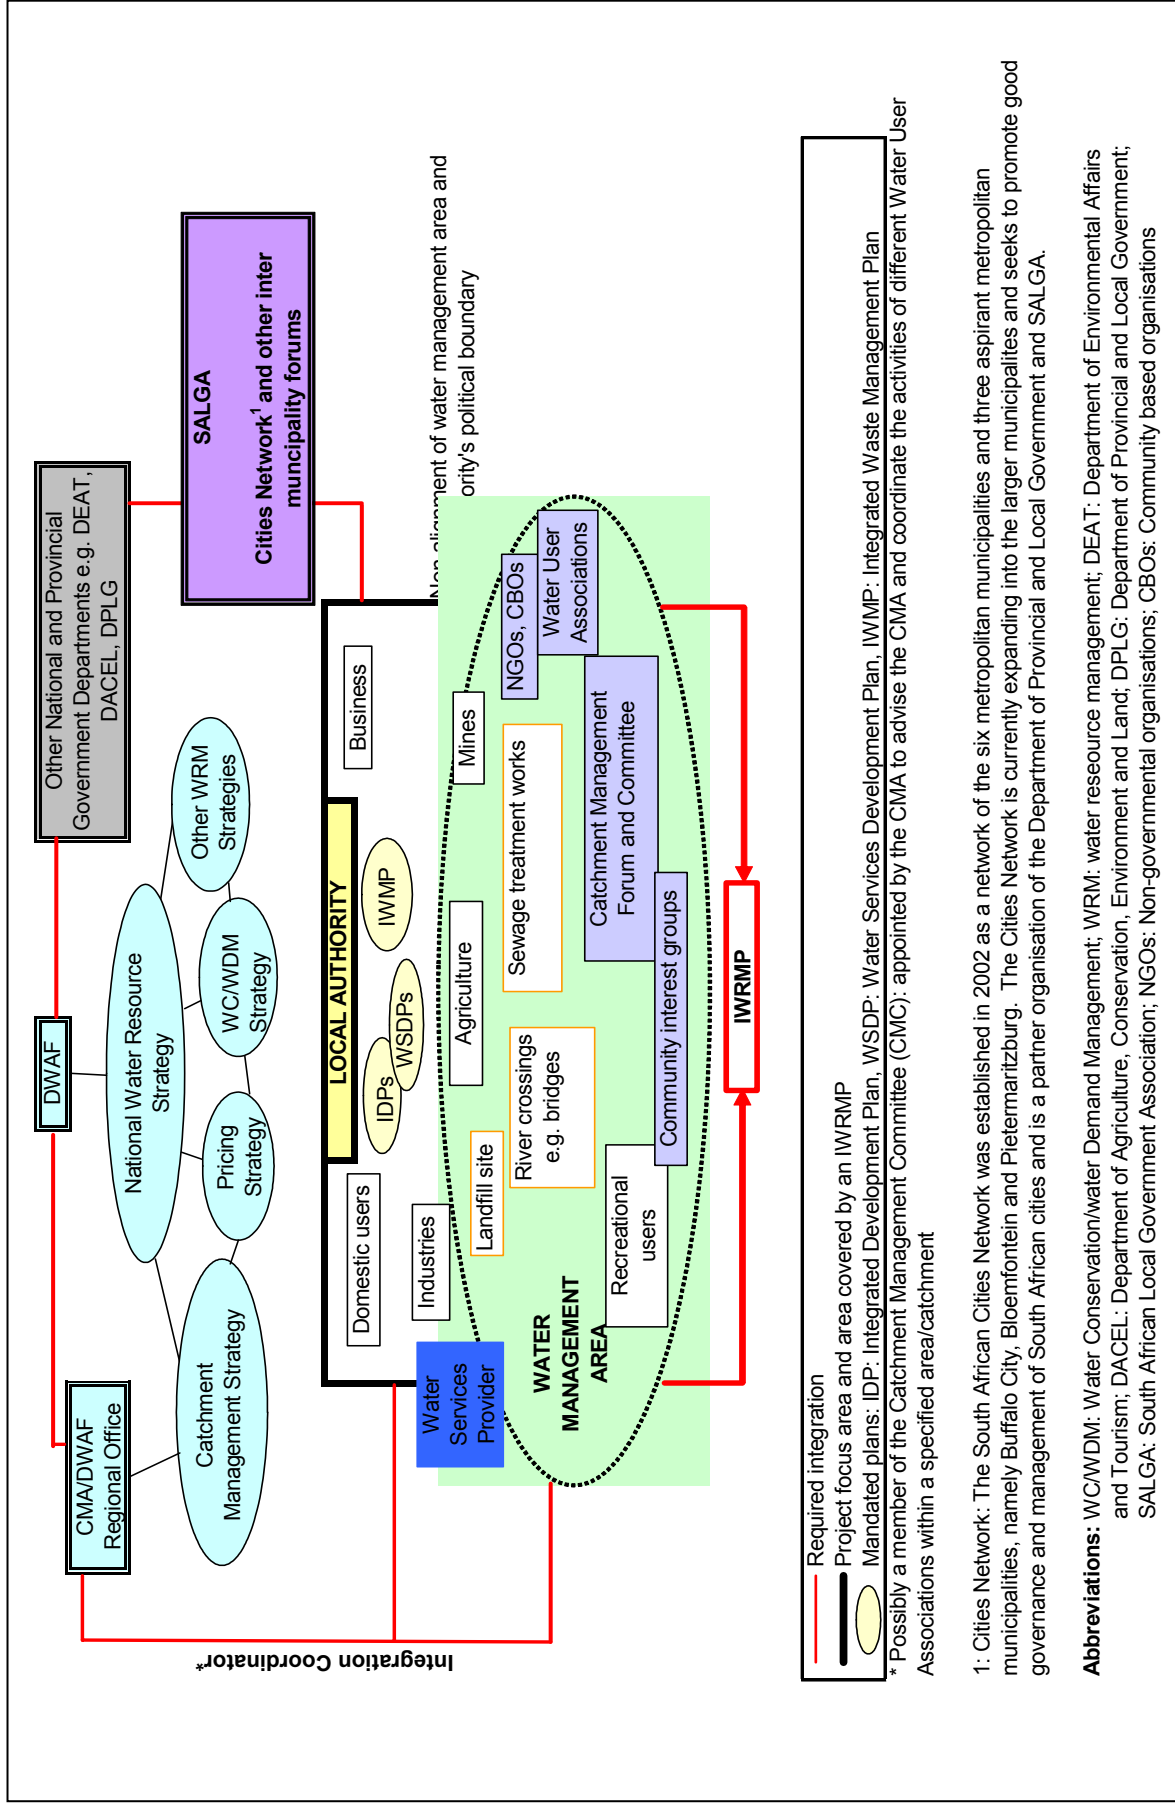 DWAF
Other National and Provincial
Government Departments e.g. DEAT,
DACEL, DPLG
CMA/DWAF
Regional Office
National Water Resource
Strategy
Catchment
Management Strategy
Pricing
Strategy
WC/WDM
Strategy
Other WRM
Strategies
SALGA
Cities Network1 and other inter
muncipality forums
Integration Coordinator*
LOCAL AUTHORITY
Domestic users
IDPs
WSDPs
IWMP
Business
Industries
Non alignment of water management area and
ority's political boundary
Water
Services
Provider
Landfill site
Agriculture
Mines
River crossings
e.g. bridges
Sewage treatment works
NGOs, CBOs
Water User
Associations
WATER
MANAGEMENT
AREA
Recreational
users
Catchment Management
Forum and Committee
Community interest groups
IWRMP
Required integration
Project focus area and area covered by an IWRMP
Mandated plans: IDP: Integrated Development Plan, WSDP: Water Services Development Plan, IWMP: Integrated Waste Management Plan
* Possibly a member of the Catchment Management Committee (CMC): appointed by the CMA to advise the CMA and coordinate the activities of different Water User
Associations within a specified area/catchment
1: Cities Network: The South African Cities Network was established in 2002 as a network of the six metropolitan municipalities and three aspirant metropolitan
municipalities, namely Buffalo City, Bloemfontein and Pietermaritzburg. The Cities Network is currently expanding into the larger municipalites and seeks to promote good
governance and management of South African cities and is a partner organisation of the Department of Provincial and Local Government and SALGA.
Abbreviations: WC/WDM: Water Conservation/water Demand Management; WRM: water resource management; DEAT: Department of Environmental Affairs
and Tourism; DACEL: Department of Agriculture, Conservation, Environment and Land; DPLG: Department of Provincial and Local Government;
SALGA: South African Local Government Association; NGOs: Non-governmental organisations; CBOs: Community based organisations